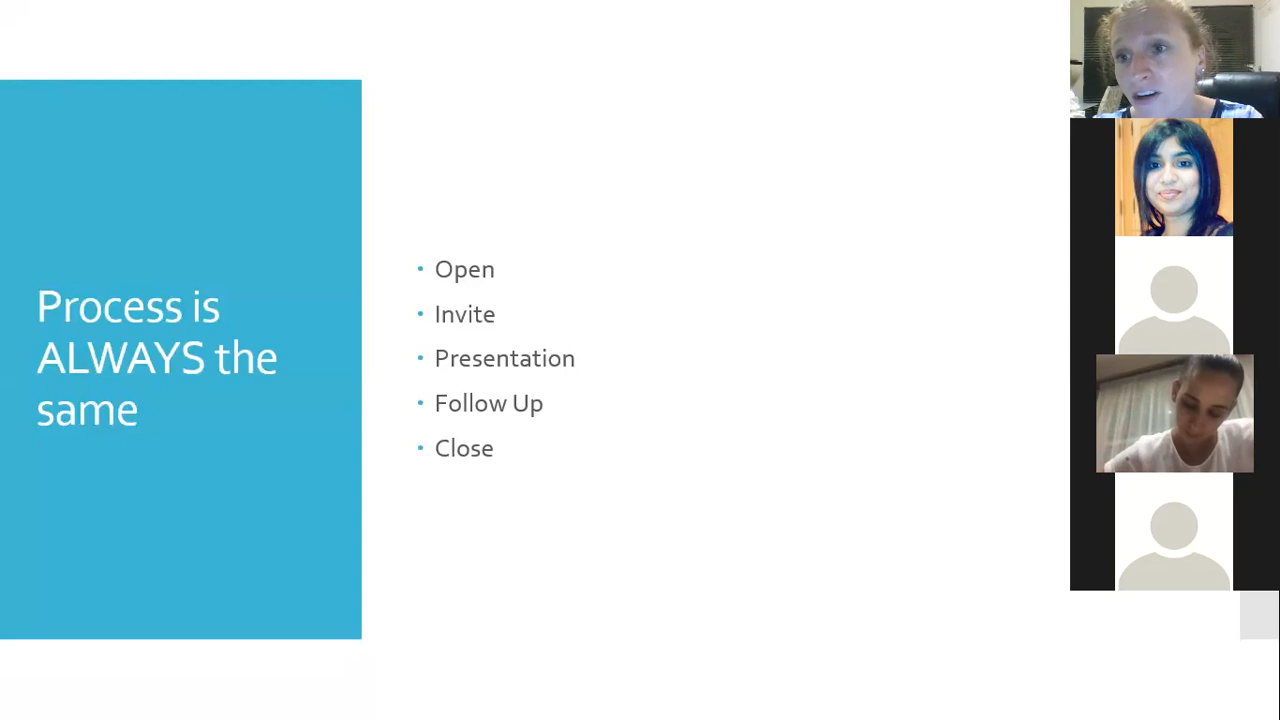 Process is
ALWAYS the
same
Open
Invite
Presentation
Follow Up
Close